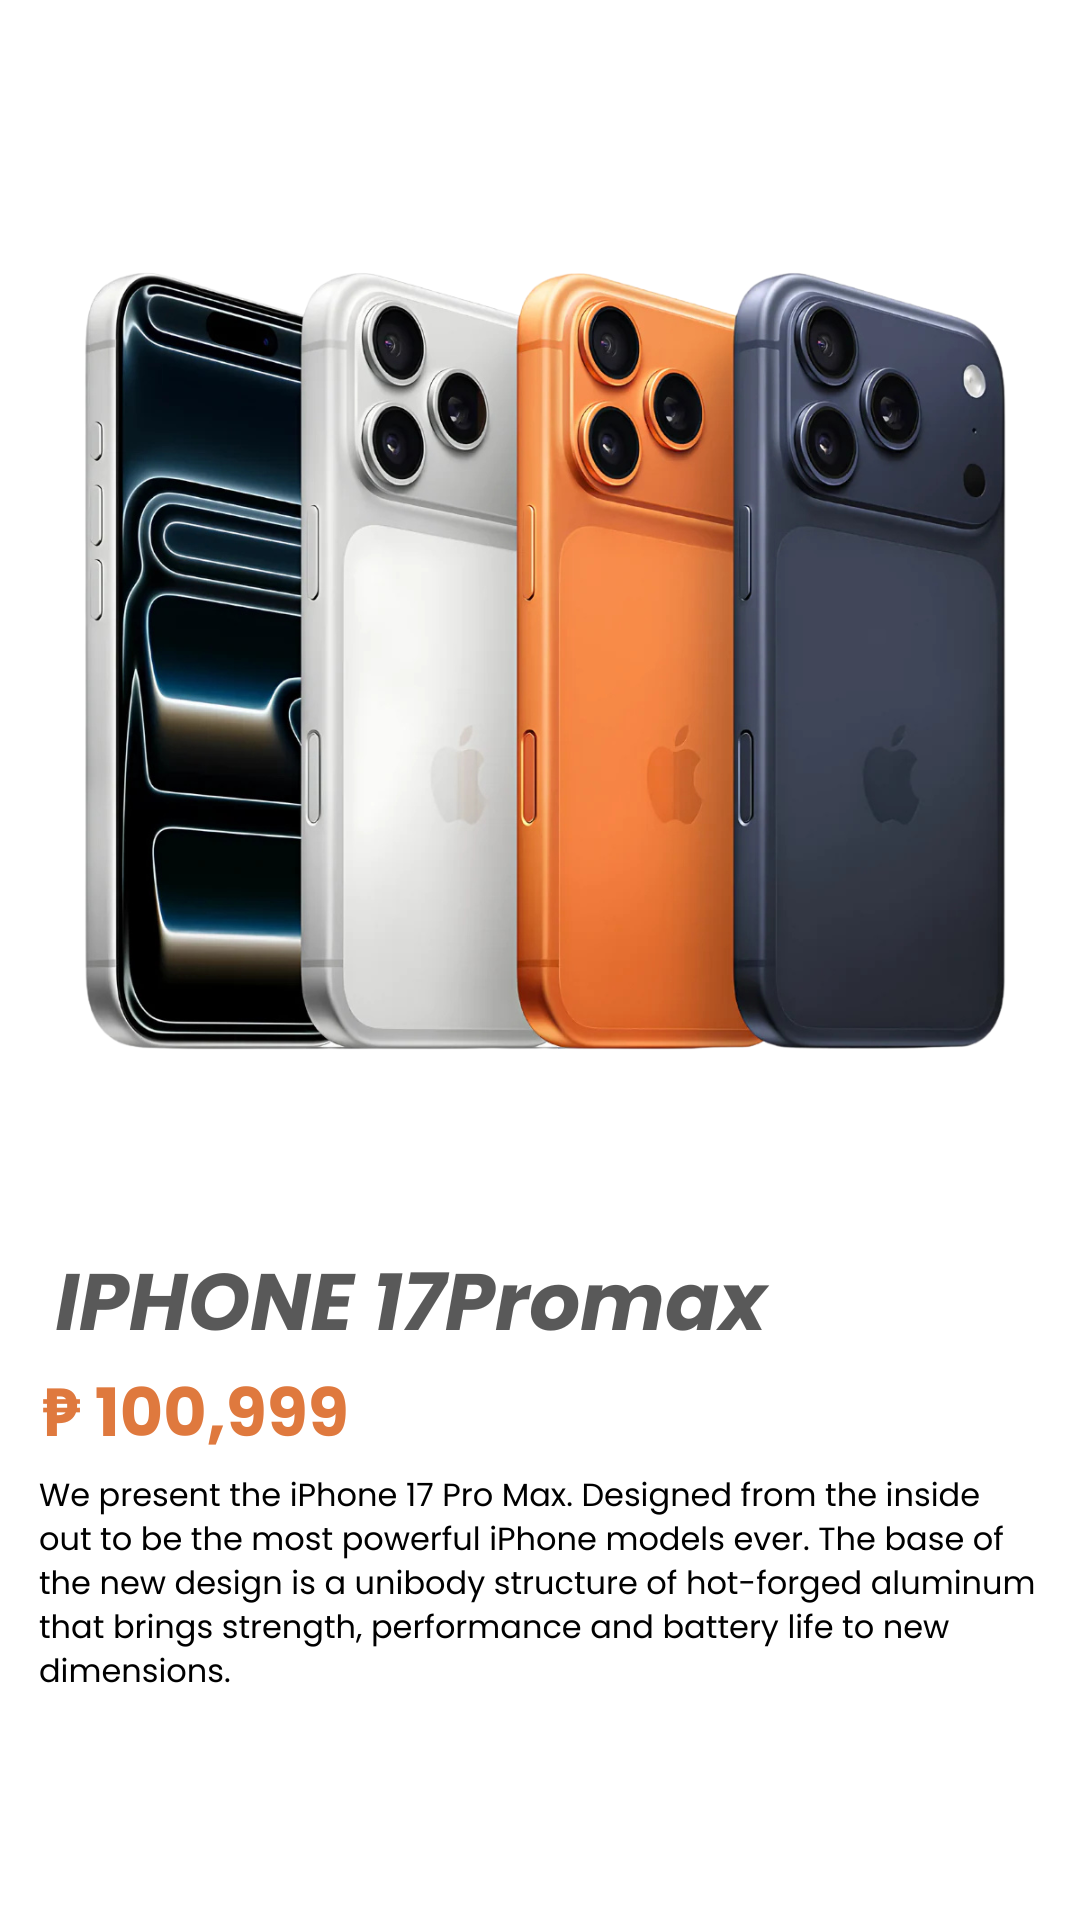 IPHONE 17Promax
₱ 100,999
We present the iPhone 17 Pro Max. Designed from the inside
out to be the most powerful iPhone models ever. The base of
the new design is a unibody structure of hot-forged aluminum
that brings strength, performance and battery life to new
dimensions.